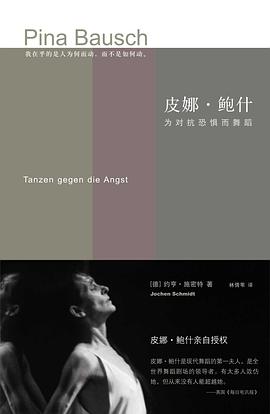 Pina Bausch
我在乎的是人为何而动，而不是如何动。
皮娜·鲍什
为对抗恐惧而舞蹈
Tanzen gegen die Angst
[德] 约亨·施密特 著
林倩苇 译
Jochen Schmidt
皮娜·鲍什亲自授权
皮娜·鲍什是现代舞蹈的第一夫人，是全
世界舞蹈剧场的领导者。有太多人效仿
她，但从来没有人能超越她。
——英国《每日电讯报》